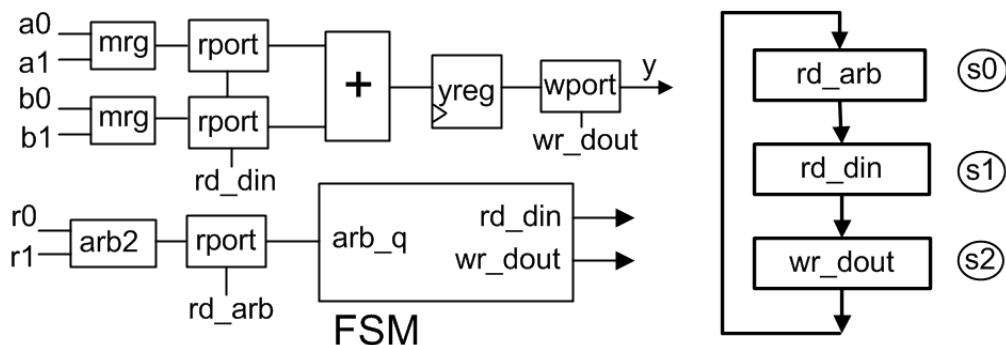 a0
a1
mrg
rport
b0
b1
mrg
rport
rd_din
+
yreg
wport
y
wr_dout
r0
r1
arb2
rport
rd_arb
arb_q
rd_din
wr_dout
FSM
rd_arb
s0
rd_din
s1
wr_dout
s2